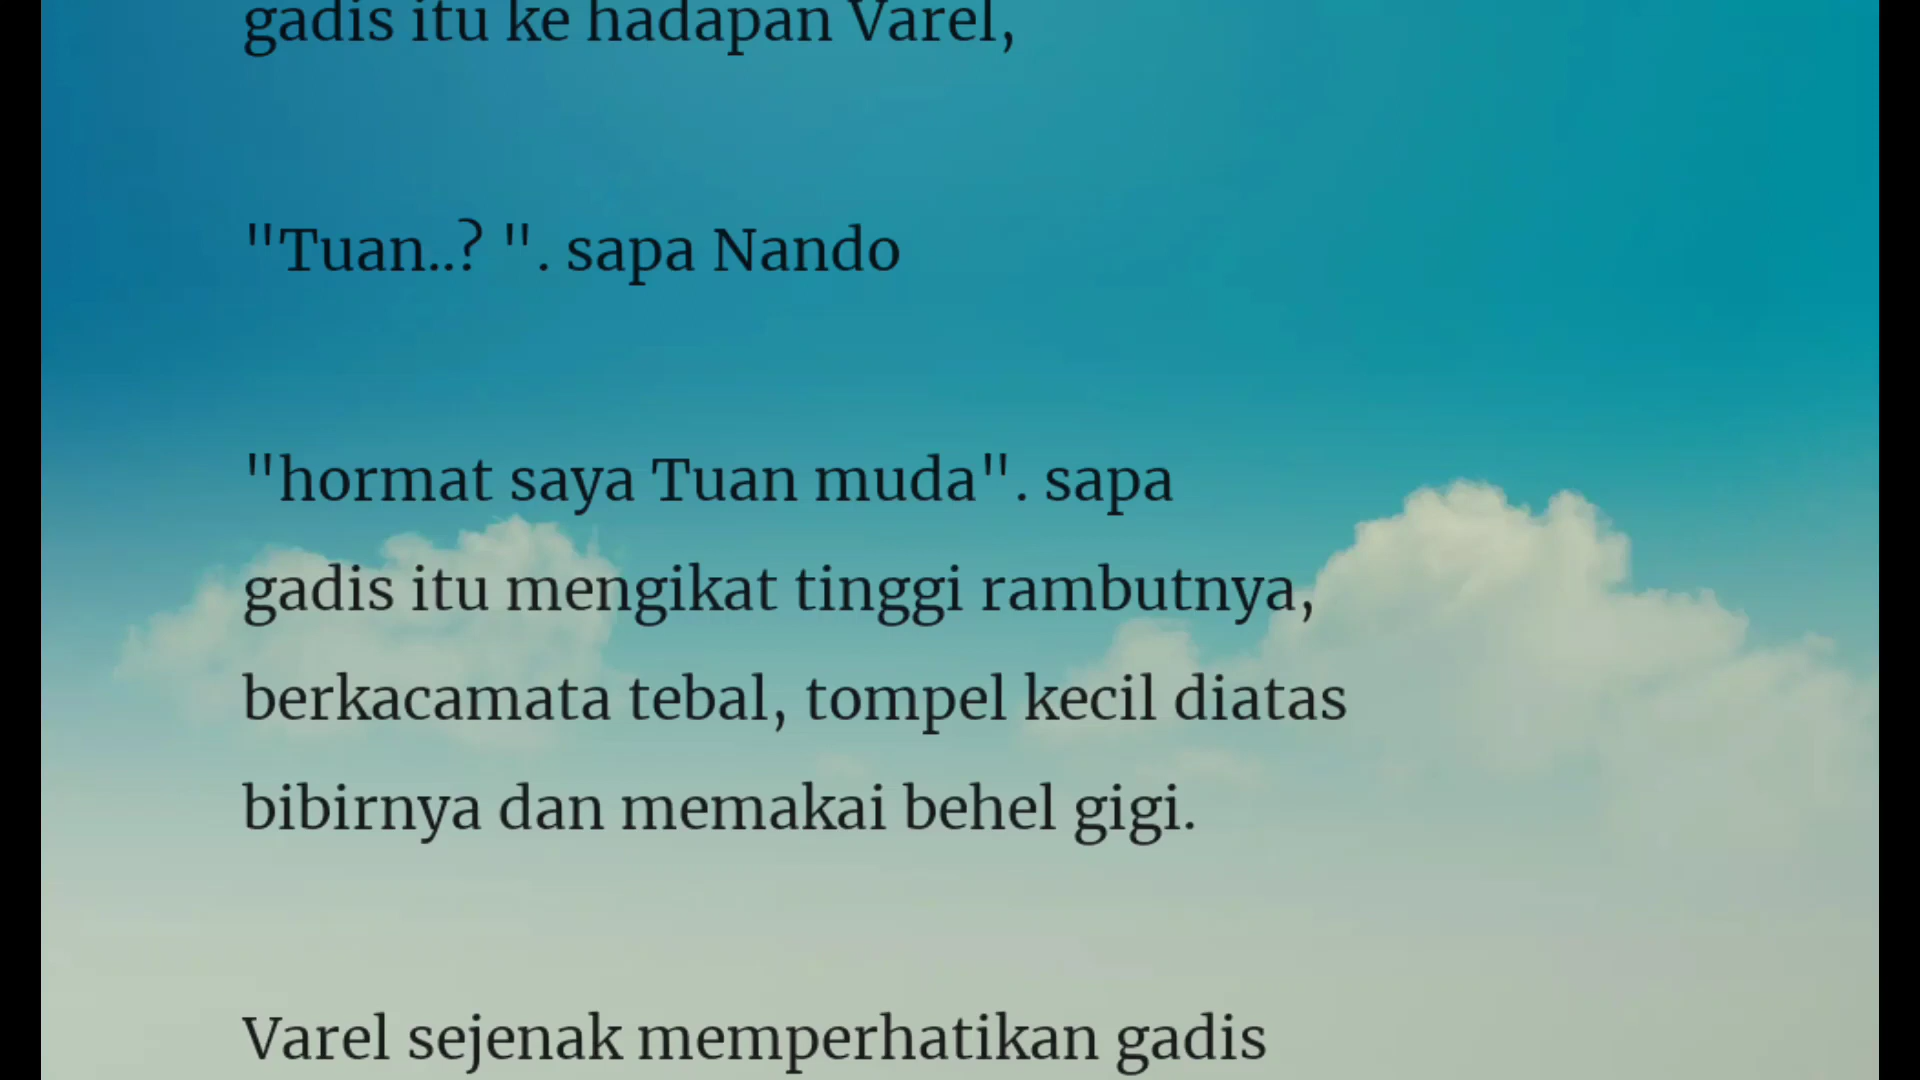 gadis itu ke hadapan Varel,
"Tuan..? ". sapa Nando
"hormat saya Tuan muda". sapa
gadis itu mengikat tinggi rambutnya,
berkacamata tebal, tompel kecil diatas
bibirnya dan memakai behel gigi.
Varel sejenak memperhatikan gadis